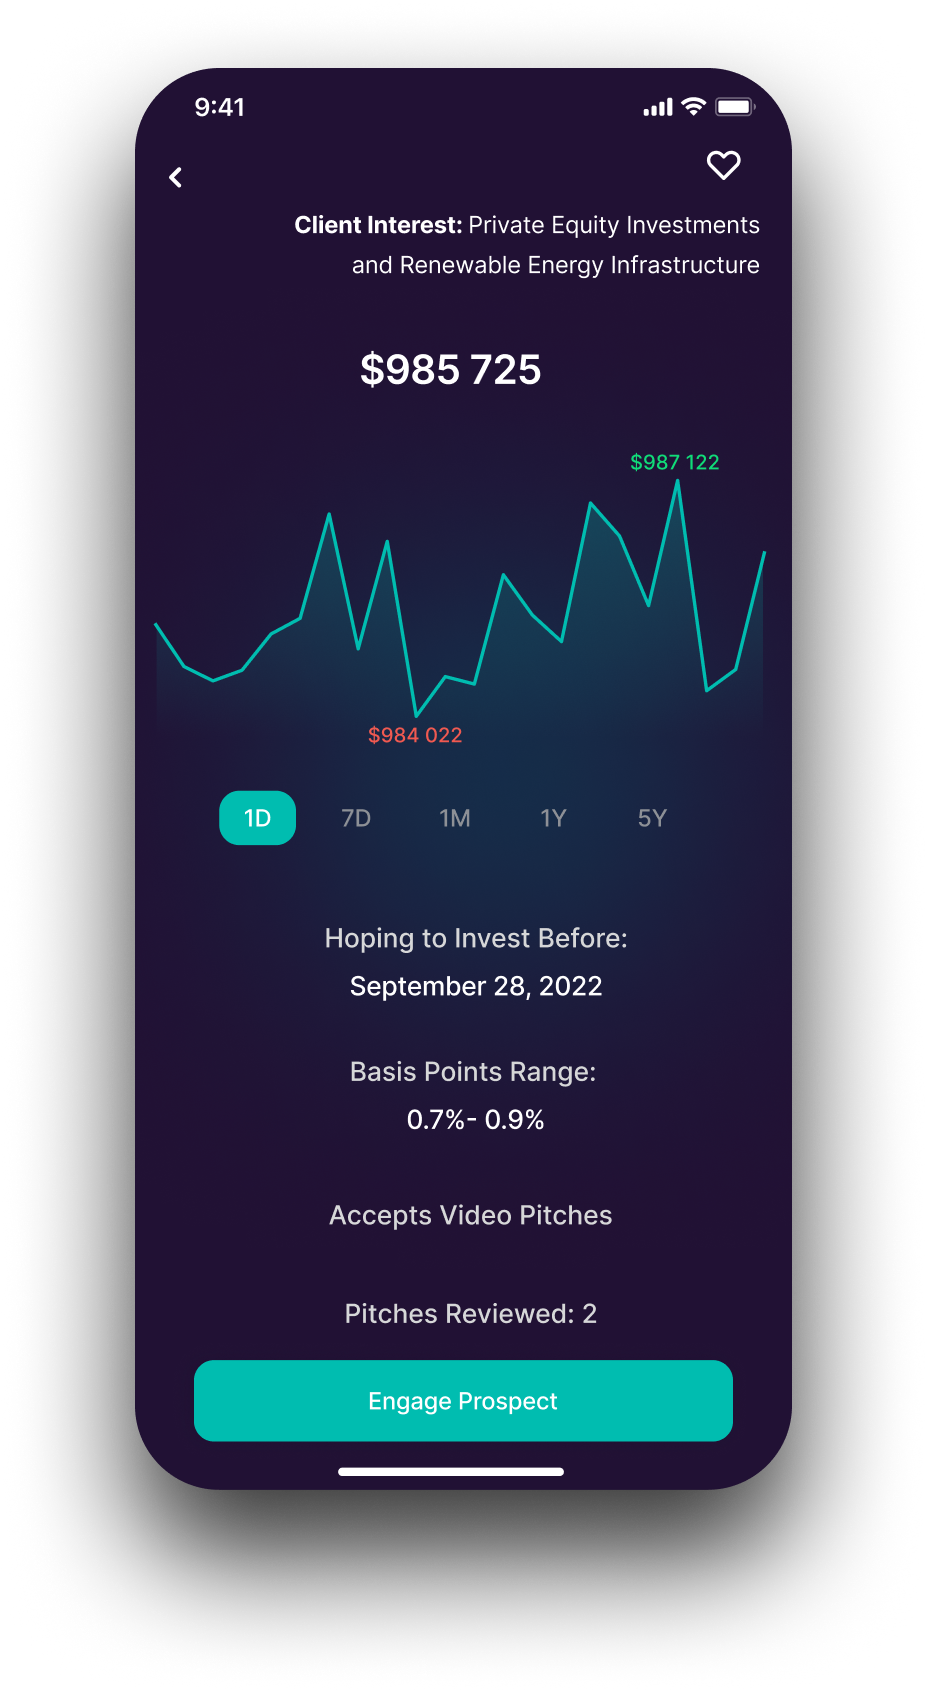 9:41
Client Interest: Private Equity Investments
and Renewable Energy Infrastructure
$985 725
$987 122
$984 022
1D 7D 1M 1Y 5Y
Hoping to Invest Before:
September 28, 2022
Basis Points Range:
0.7%- 0.9%
Accepts Video Pitches
Pitches Reviewed: 2
Engage Prospect